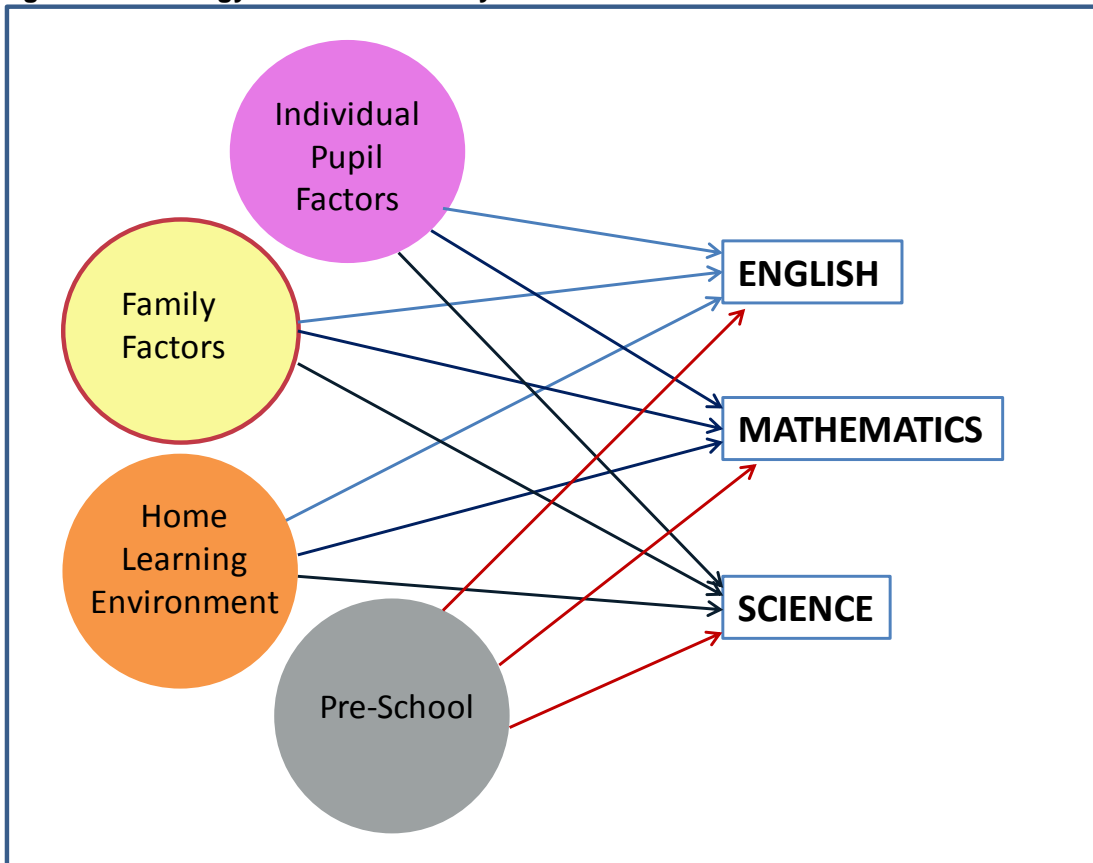 Individual
Pupil
Factors
Family
Factors
Home
Learning
Environment
Pre-School
ENGLISH
MATHEMATICS
SCIENCE